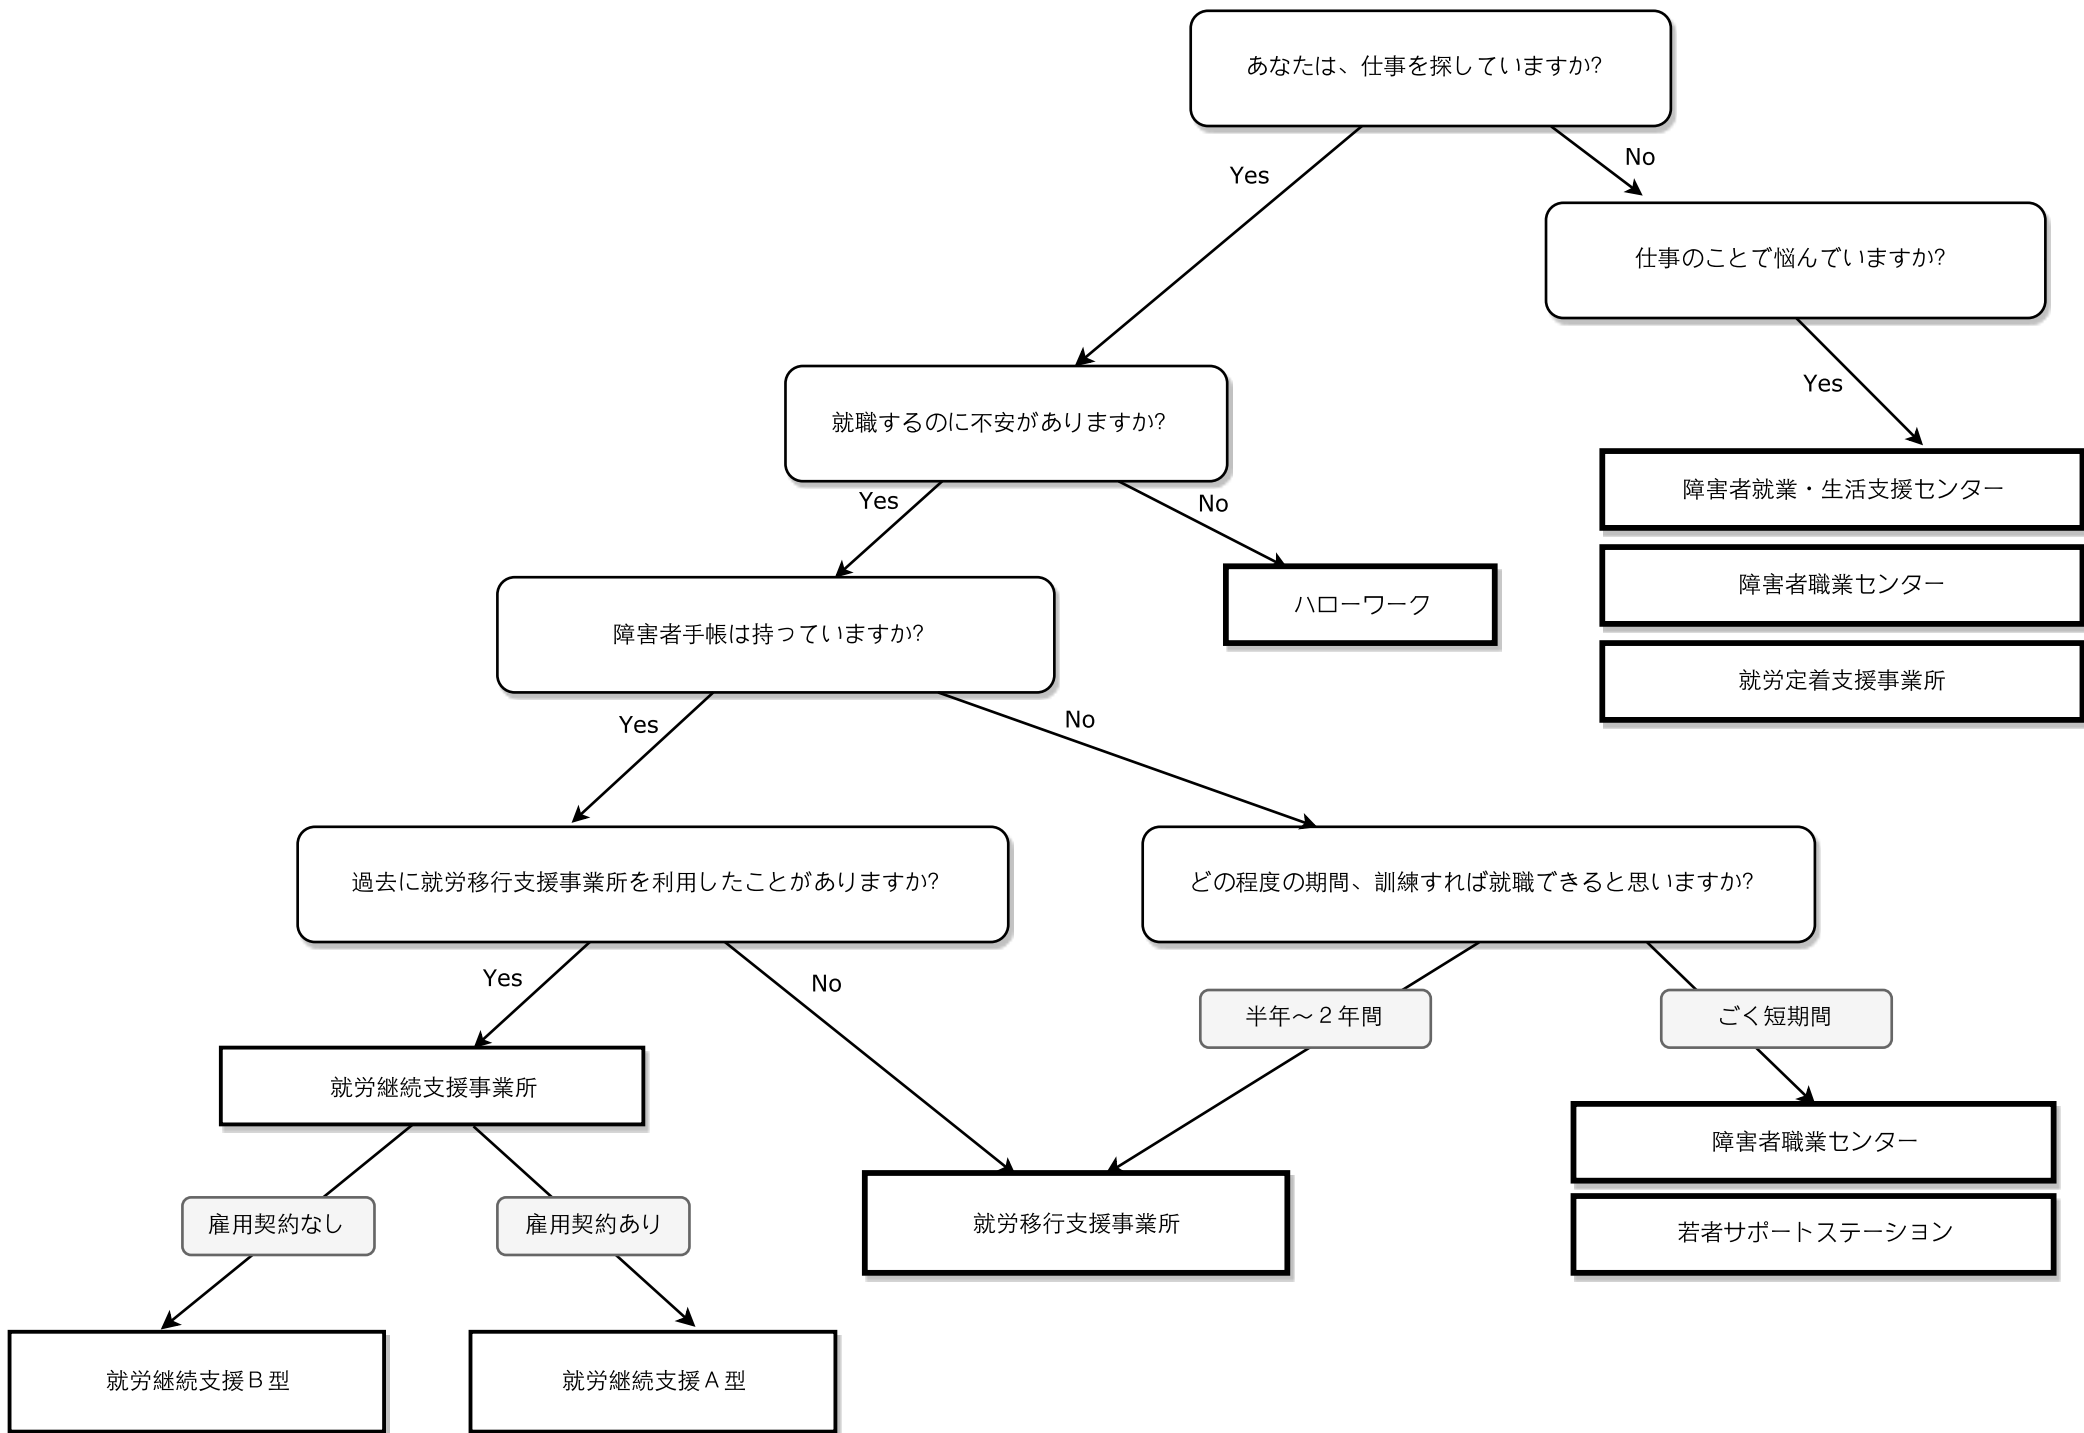 あなたは、仕事を探していますか?
No
Yes
仕事のことで悩んでいますか?
Yes
就職するのに不安がありますか?
障害者就業・生活支援センター
Yes
No
障害者職業センター
ハローワーク
障害者手帳は持っていますか?
就労定着支援事業所
Yes
No
過去に就労移行支援事業所を利用したことがありますか?
どの程度の期間、訓練すれば就職できると思いますか?
Yes
No
半年～２年間
ごく短期間
就労継続支援事業所
障害者職業センター
雇用契約なし
雇用契約あり
就労移行支援事業所
若者サポートステーション
就労継続支援Ｂ型
就労継続支援Ａ型